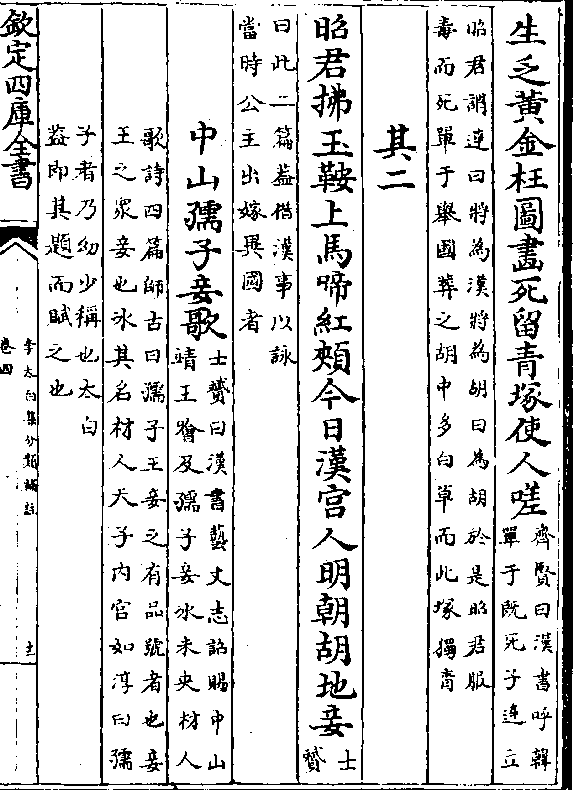 生乏黃金枉圖畫死留青塚使人嗟齊賢曰漢書呼韓
單于既死子達立
昭君謂達曰將為漢將為胡曰為胡於是昭君服
毒而死單于舉國葬之胡中多白草而此塚獨青
其二
昭君拂玉鞍上馬啼紅頰今日漢宫人明朝胡地妾士
贇
曰此二篇葢借漢事以詠
當時公主出嫁異國者
中山孺子妾歌士贇曰漢書藝文志詔賜中山
靖王噲及孺子妾冰未央材人
歌詩四篇師古曰孺子王妾之有品號者也妾
王之衆妾也冰其名材人天子内官如淳曰孺
子者乃幼少稱也太白
葢即其題而賦之也
欽定四庫全書
李太白集分類補註
卷四